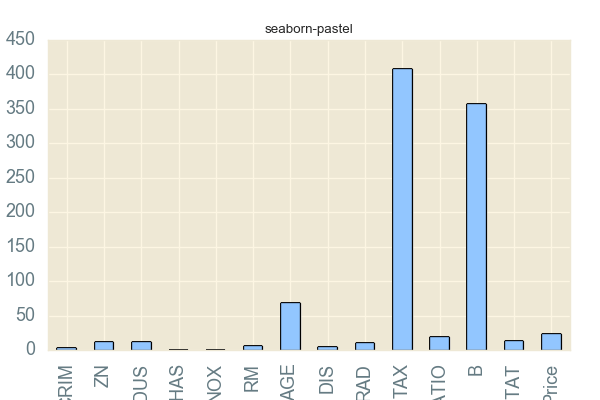 seaborn-pastel
450
400
350
300
250
200
150
100
50
0
CRIM
ZN
DUS
HAS
NOX
RM
AGE
DIS
RAD
TAX
ATIO
B
TAT
Price